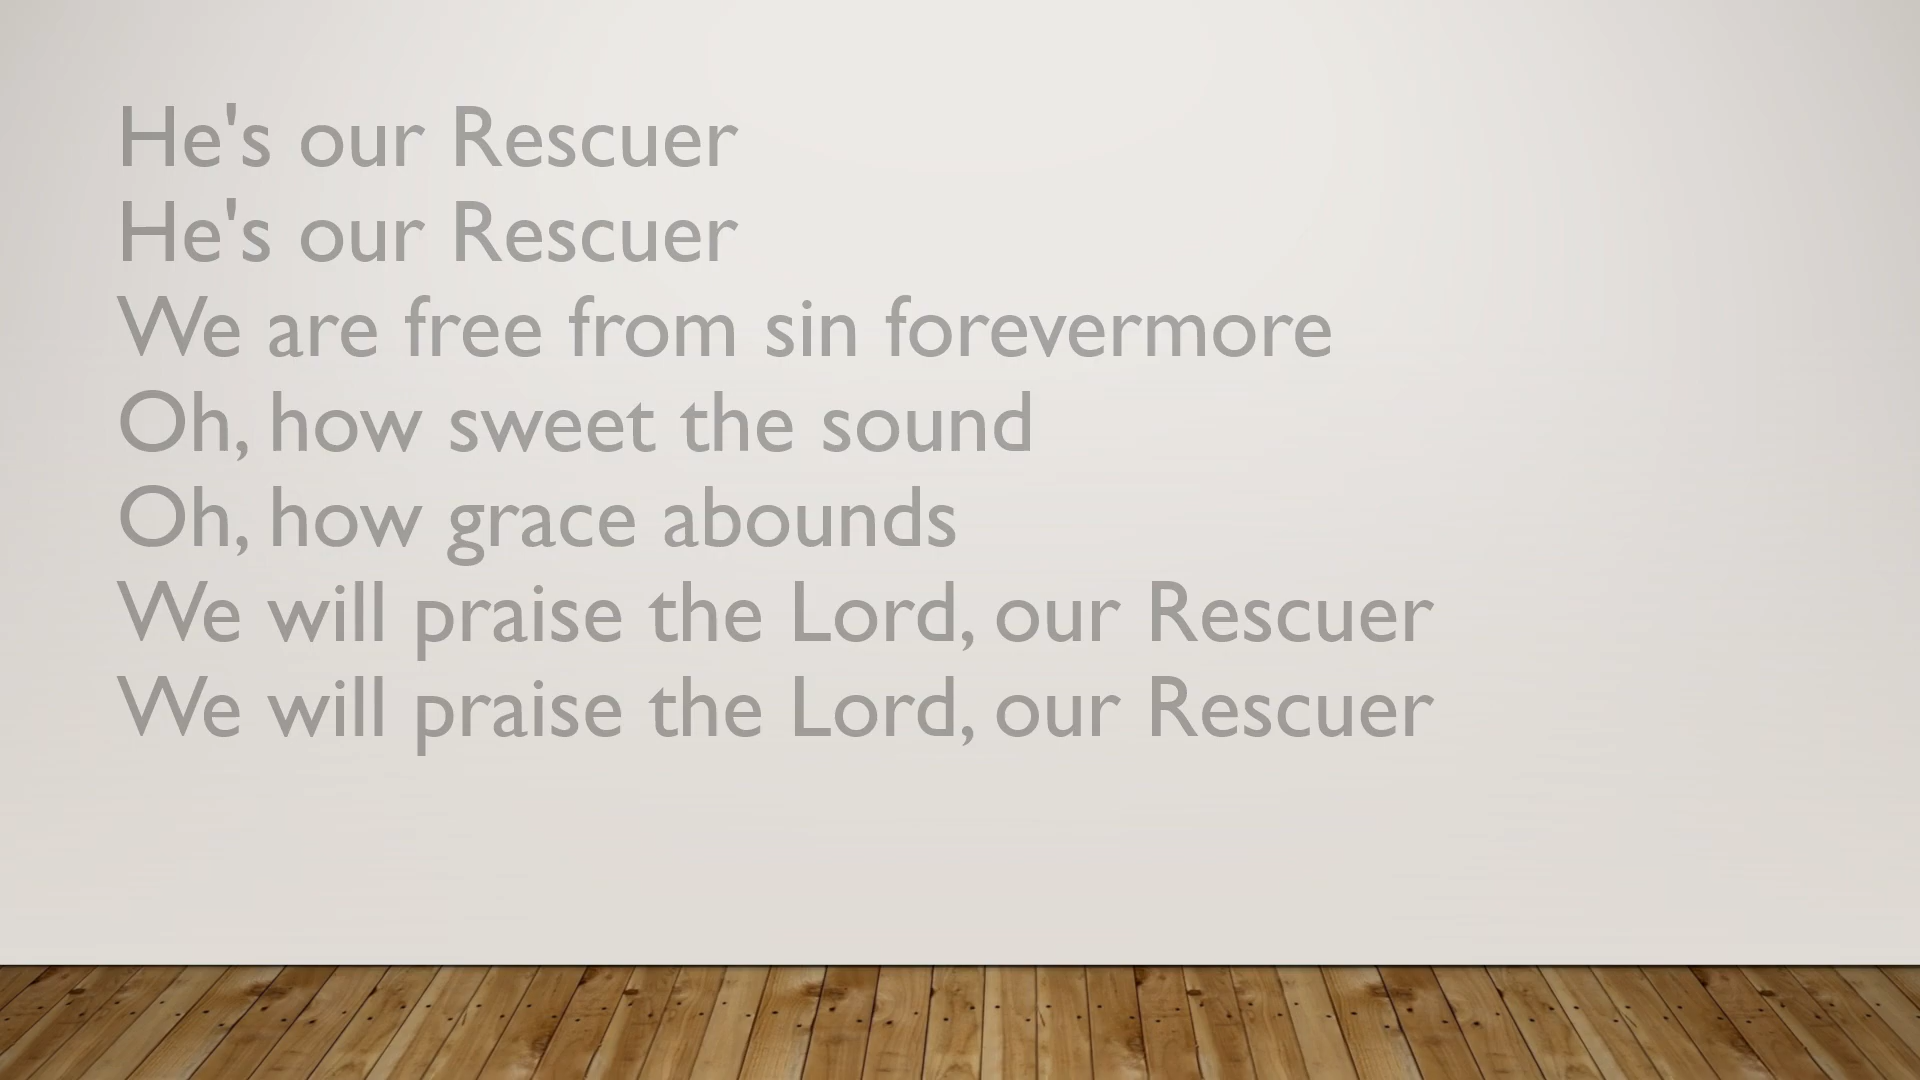 He's our Rescuer
He's our Rescuer
We are free from sin forevermore
Oh, how sweet the sound
Oh, how grace abounds
We will praise the Lord, our Rescuer
We will praise the Lord, our Rescuer